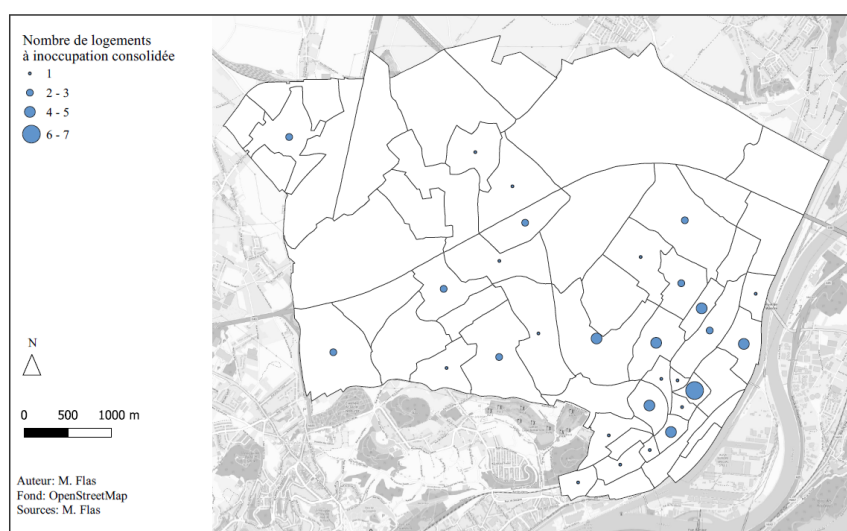 Nombre de logements
à inoccupation consolidée
1
2 - 3
4 - 5
6 - 7
N
0 500 1000 m
Auteur: M. Flas
Fond: OpenStreetMap
Sources: M. Flas